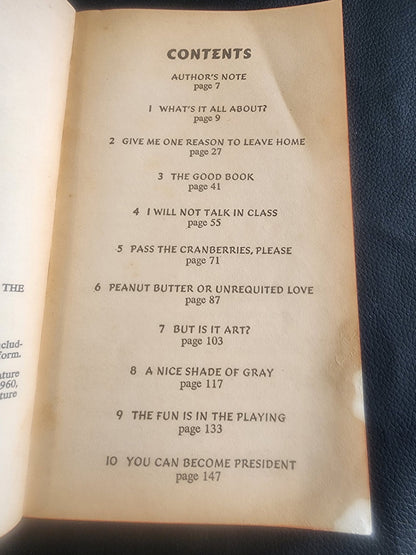 THE
clud-
form.
ature
960,
ture
CONTENTS
AUTHOR'S NOTE
page 7
1 WHAT'S IT ALL ABOUT?
page 9
2 GIVE ME ONE REASON TO LEAVE HOME
page 27
3 THE GOOD BOOK
page 41
4 I WILL NOT TALK IN CLASS
page 55
5 PASS THE CRANBERRIES, PLEASE
page 71
6 PEANUT BUTTER OR UNREQUITED LOVE
page 87
7 BUT IS IT ART?
page 103
8 A NICE SHADE OF GRAY
page 117
9 THE FUN IS IN THE PLAYING
page 133
10 YOU CAN BECOME PRESIDENT
page 147